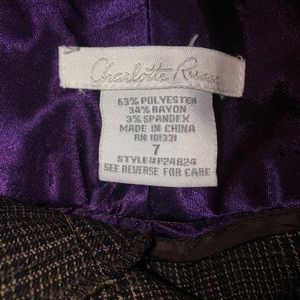 Charlotte Russe
63% POLYESTER
34% RAYON
3% SPANDEX
MADE IN CHINA
RN 101331
7
STYLE#P24824
SEE REVERSE FOR CARE